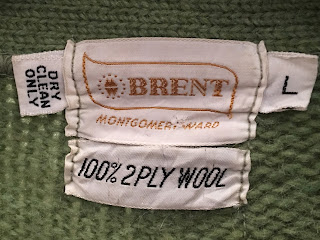 DRY
CLEAN
ONLY
BRENT
MONTGOMERY WARD
L
100% 2 PLY WOOL